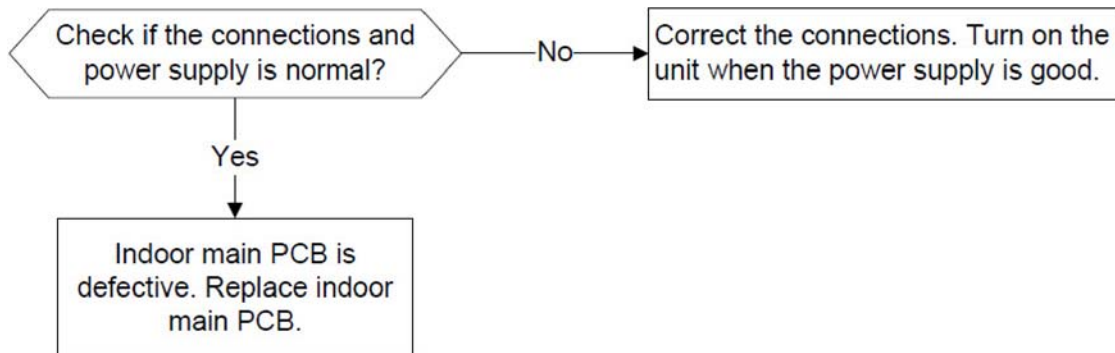 Check if the connections and
power supply is normal?
No
Correct the connections. Turn on the
unit when the power supply is good.
Yes
Indoor main PCB is
defective. Replace indoor
main PCB.